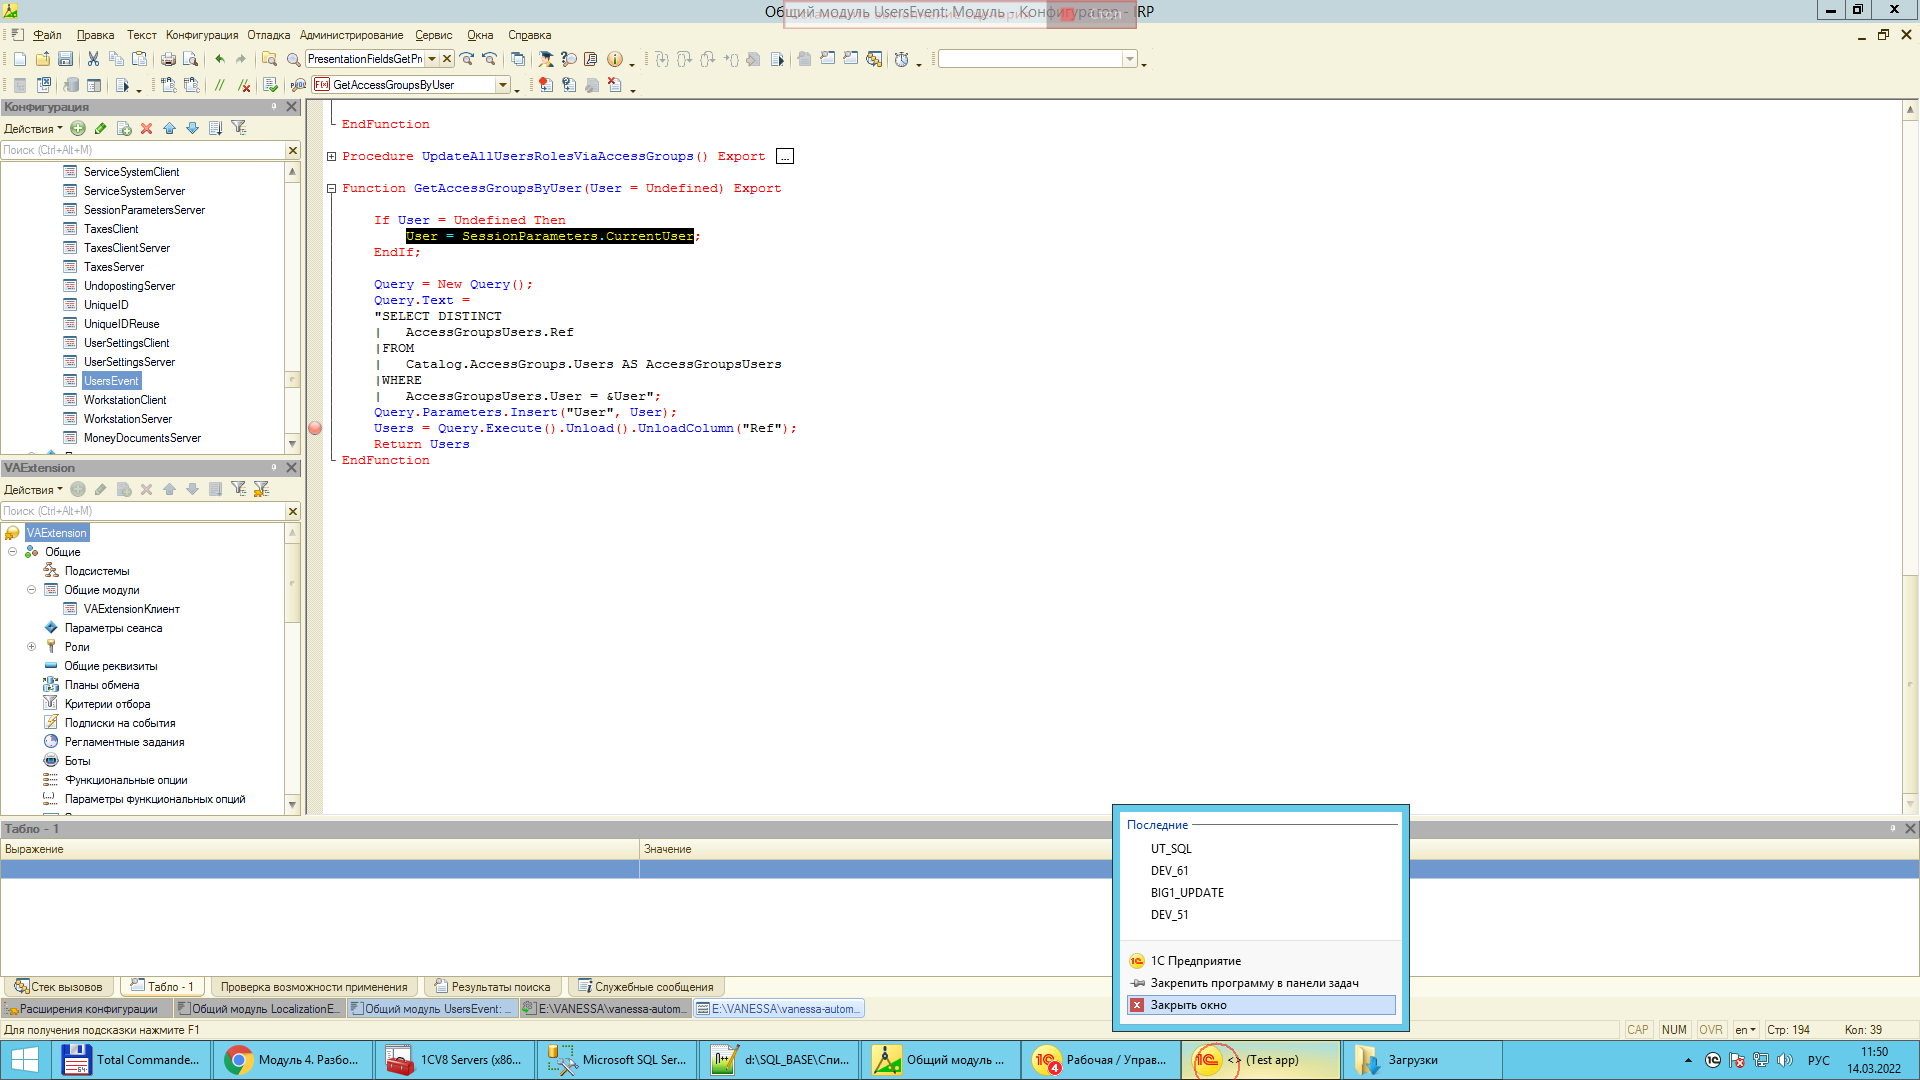 Общий модуль UsersEvent: Модуль - Конфигуратор - IRP
Файл Правка Текст Конфигурация Отладка Администрирование Сервис Окна Справка
PresentationFieldsGetPr
GetAccessGroupsByUser
Конфигурация
Действия
Поиск (Ctrl+Alt+M)
ServiceSystemClient
ServiceSystemServer
SessionParametersServer
TaxesClient
TaxesClientServer
TaxesServer
UndopostingServer
UniqueID
UniqueIDReuse
UserSettingsClient
UserSettingsServer
UsersEvent
WorkstationClient
WorkstationServer
MoneyDocumentsServer
VAExtension
Действия
Поиск (Ctrl+Alt+M)
VAExtension
Общие
Подсистемы
Общие модули
VAExtensionКлиент
Параметры сеанса
Роли
Общие реквизиты
Планы обмена
Критерии отбора
Подписки на события
Регламентные задания
Боты
Функциональные опции
Параметры функциональных опций
EndFunction
Procedure UpdateAllUsersRolesViaAccessGroups() Export ...
Function GetAccessGroupsByUser(User = Undefined) Export
If User = Undefined Then
User = SessionParameters.CurrentUser;
EndIf;
Query = New Query();
Query.Text =
"SELECT DISTINCT
|   AccessGroupsUsers.Ref
|FROM
|   Catalog.AccessGroups.Users AS AccessGroupsUsers
|WHERE
|   AccessGroupsUsers.User = &User";
Query.Parameters.Insert("User", User);
Users = Query.Execute().Unload().UnloadColumn("Ref");
Return Users
EndFunction
Табло - 1
Выражение Значение
Последние
UT_SQL
DEV_61
BIG1_UPDATE
DEV_51
1С Предприятие
Закрепить программу в панели задач
Закрыть окно
Стек вызовов Табло - 1 Проверка возможности применения Результаты поиска Служебные сообщения
Расширения конфигурации Общий модуль LocalizationE... Общий модуль UsersEvent: ... E:\VANESSA\vanessa-autom... E:\VANESSA\vanessa-autom...
Для получения подсказки нажмите F1 CAP NUM OVR en Стр: 194 Кол: 39
Total Commande... Модуль 4. Разбо... 1CV8 Servers (x86... Microsoft SQL Ser... d:\SQL_BASE\Спи... Общий модуль ... Рабочая / Управ... <> (Test app) Загрузки РУС 11:50
14.03.2022